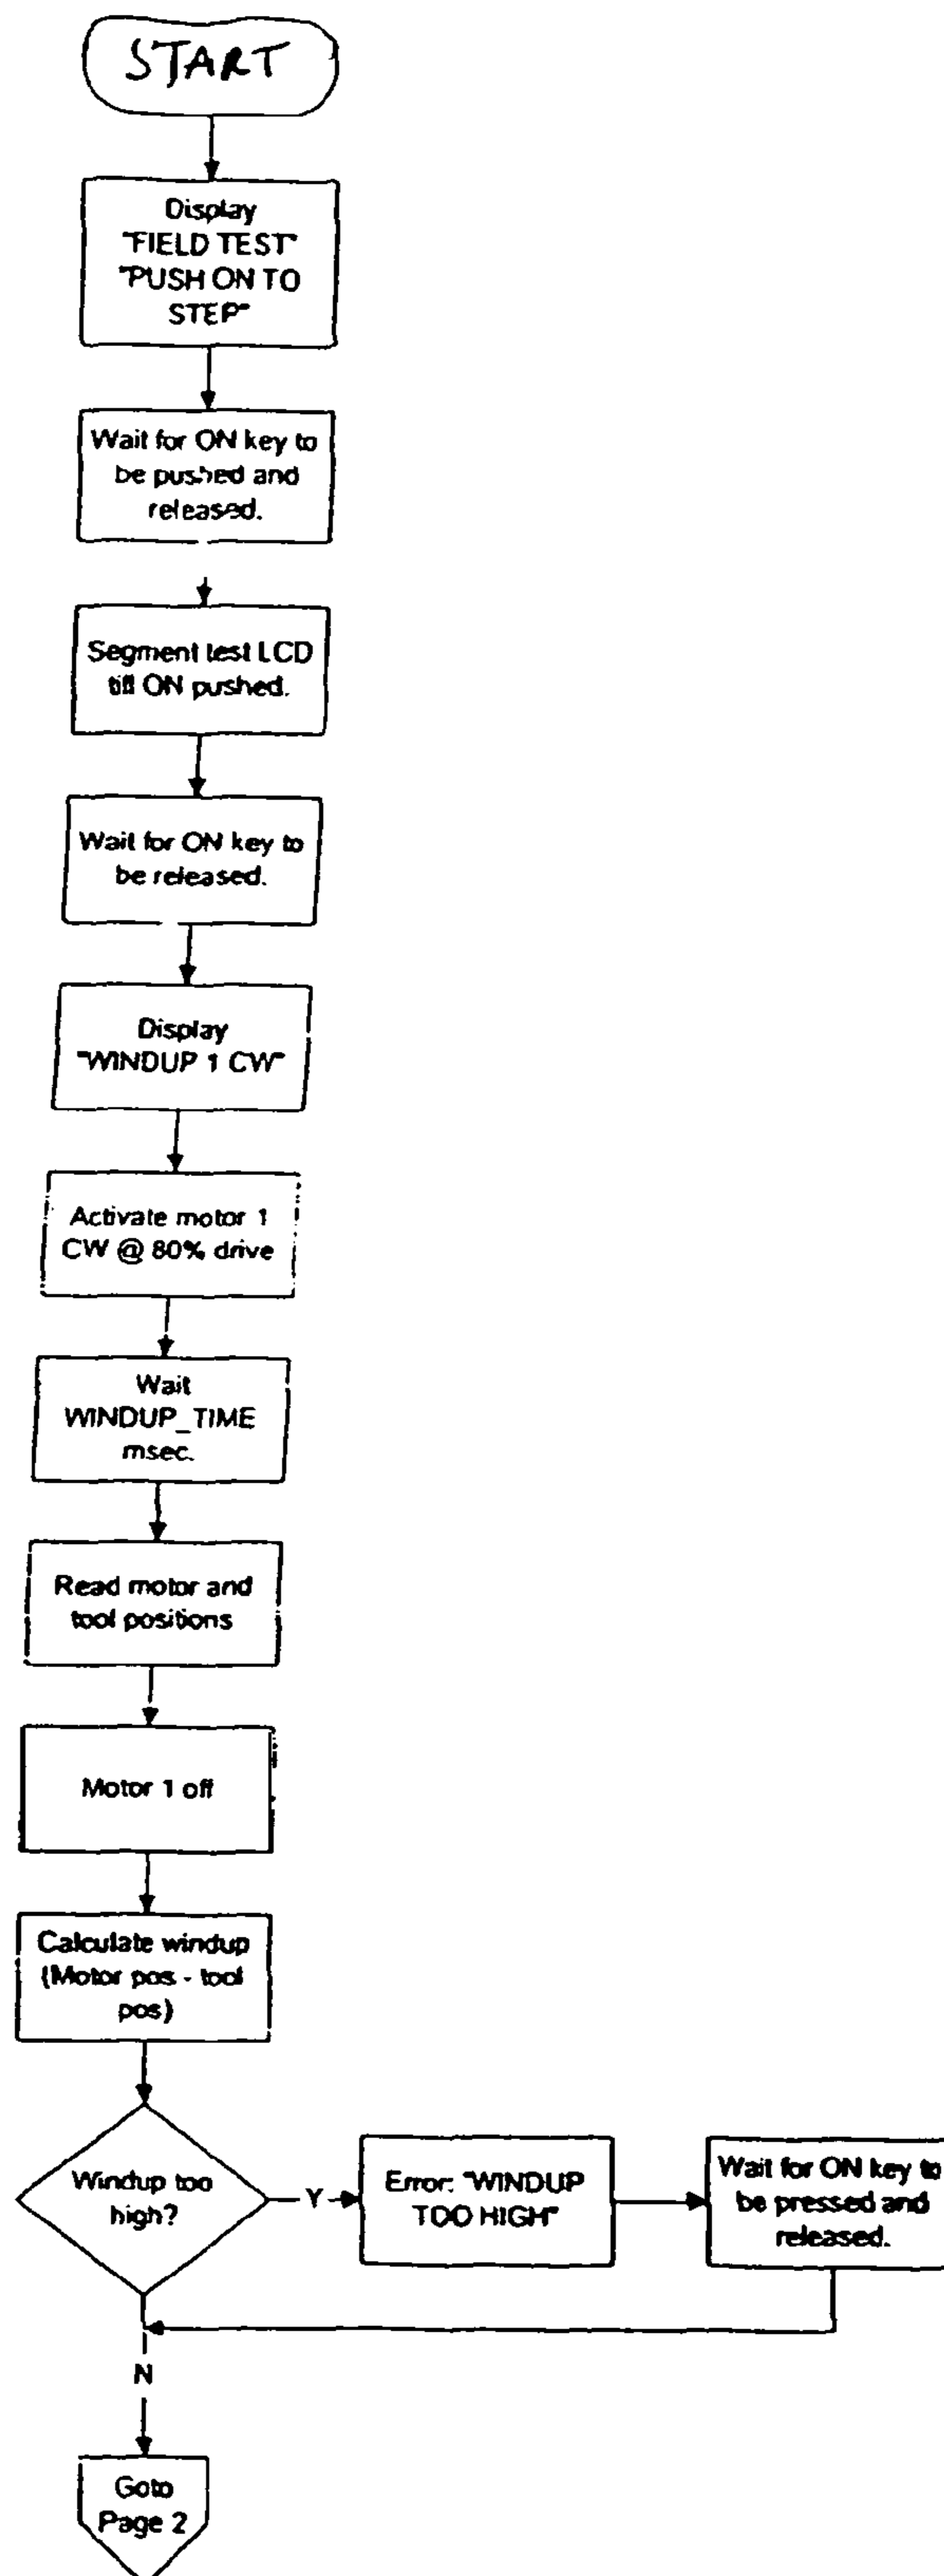 START
Display
"FIELD TEST"
"PUSH ON TO
STEP"
Wait for ON key to
be pushed and
released.
Segment test LCD
till ON pushed.
Wait for ON key to
be released.
Display
"WINDUP 1 CW"
Activate motor 1
CW @ 80% drive
Wait
WINDUP_TIME
msec.
Read motor and
tool positions
Motor 1 off
Calculate windup
(Motor pos - tool
pos)
Windup too
high?
Y
Error: "WINDUP
TOO HIGH"
Wait for ON key to
be pressed and
released.
N
Goto
Page 2